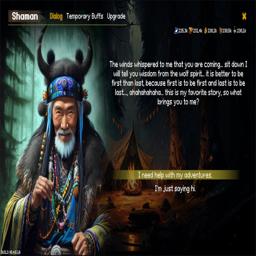 Shaman Dialog Temporary Buffs Upgrade X
The winds whispered to me that you are coming... sit down I
will tell you wisdom from the wolf spirit... it is better to be
first than last, because first is to be first and last is to be
last..., ahahahahaha... this is my favorite story, so what
brings you to me?
I need help with my adventures.
I'm just saying hi.